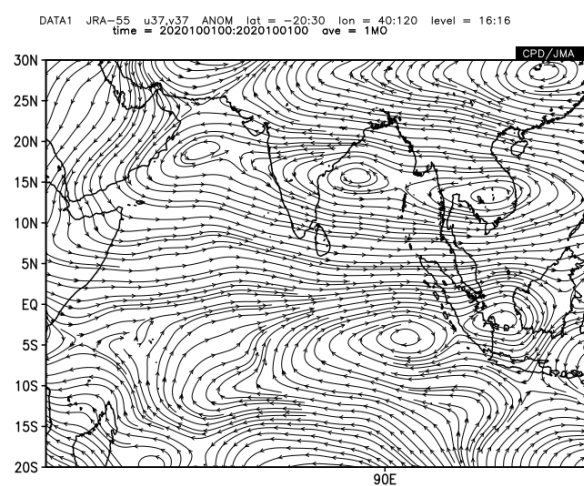 DATA1 JRA-55 u37,v37 ANOM lat = -20:30 lon = 40:120 level = 16:16
time = 2020100100:2020100100 ave = 1MO
CPD/JMA
30N
25N
20N
15N
10N
5N
EQ
5S
10S
15S
20S
90E